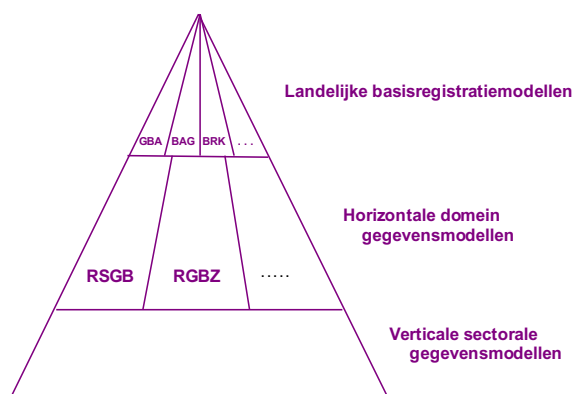 Landelijke basisregistratiemodellen
GBA BAG BRK ...
Horizontale domein
gegevensmodellen
RSGB RGBZ .....
Verticale sectorale
gegevensmodellen